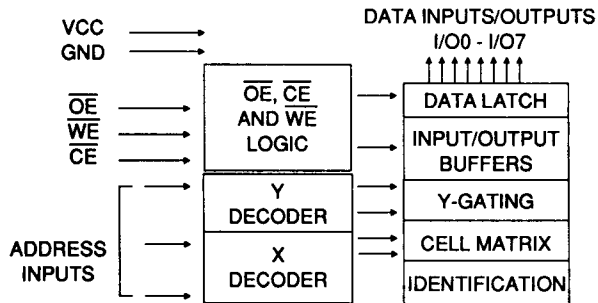 VCC
GND
DATA INPUTS/OUTPUTS
I/O0 - I/O7
OE
WE
CE
OE, CE
AND WE
LOGIC
DATA LATCH
INPUT/OUTPUT
BUFFERS
Y
DECODER
Y-GATING
ADDRESS
INPUTS
X
DECODER
CELL MATRIX
IDENTIFICATION